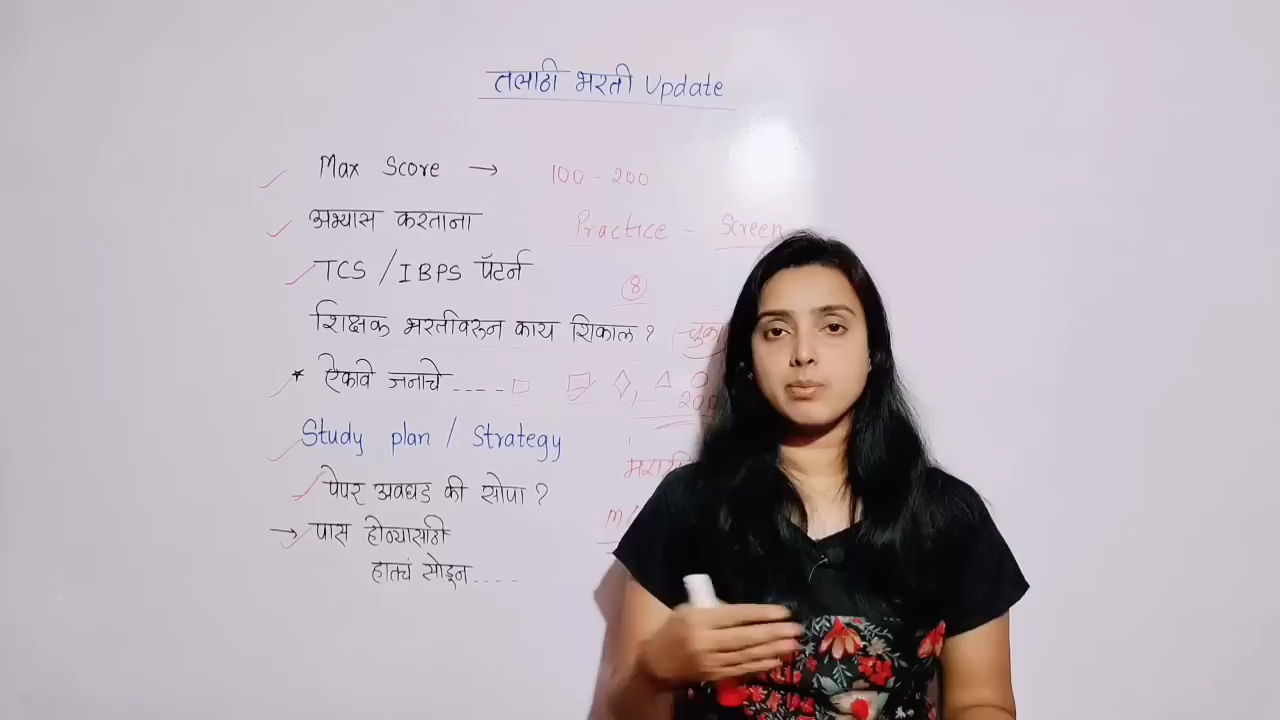 तलाठी भरती Update
Max Score → 100 - 200
अभ्यास करताना Practice - Screen
TCS / IBPS पॅटर्न
8
शिक्षक भरतीवरून काय शिकाल ? चुका
* ऐकावे जनाचे ----
200
Study plan / Strategy
पेपर अवघड की सोपा ?
→ पास होण्यासाठी
हातचं सोडून ----